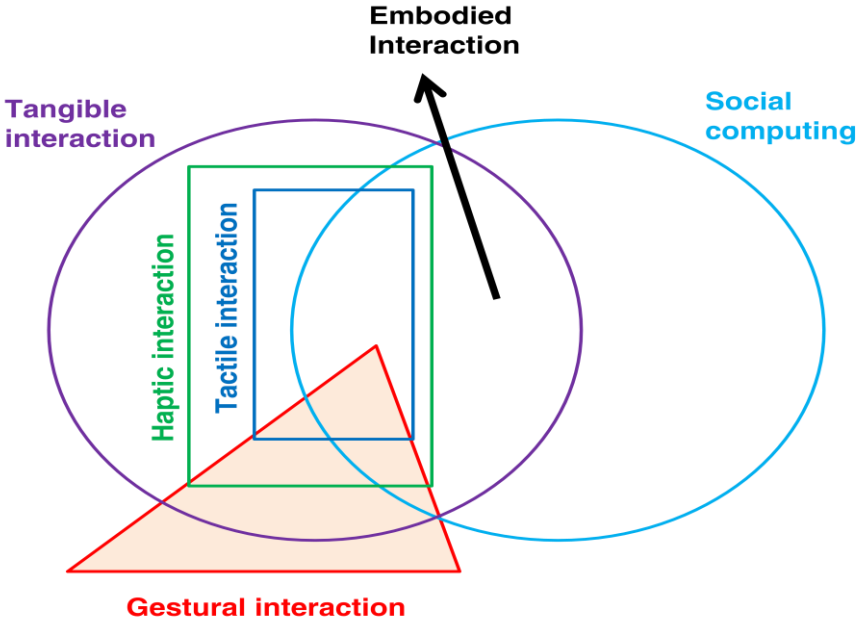 Embodied
Interaction
Tangible
interaction
Social
computing
Haptic interaction
Tactile interaction
Gestural interaction